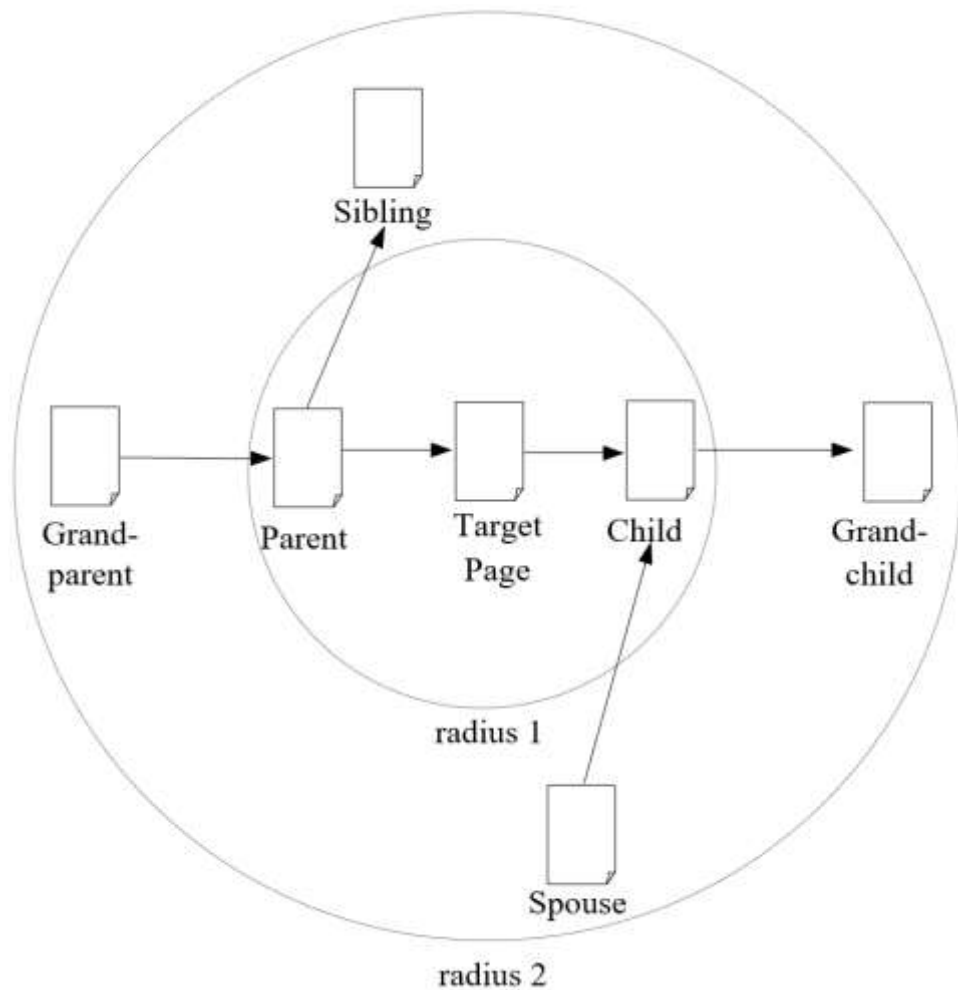 Sibling
Grand-
parent
Parent
Target
Page
Child
Grand-
child
radius 1
Spouse
radius 2